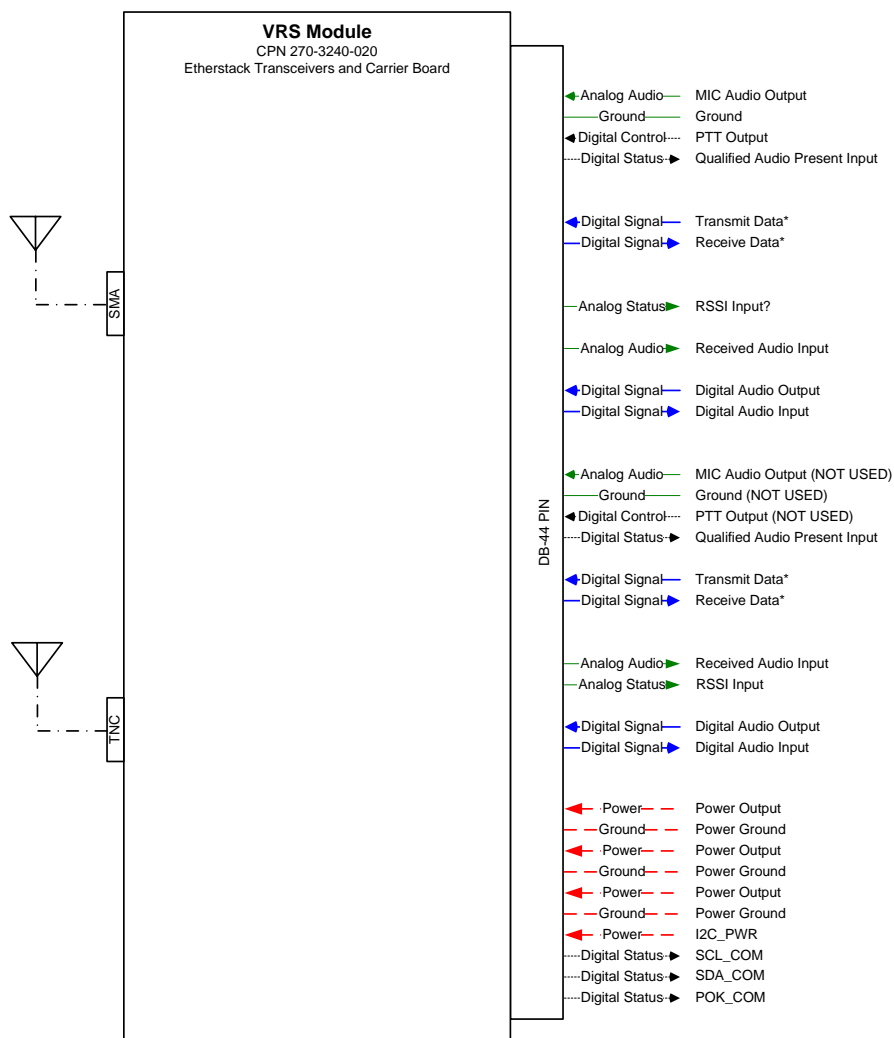 VRS Module
CPN 270-3240-020
Etherstack Transceivers and Carrier Board
Analog Audio MIC Audio Output
Ground Ground
Digital Control PTT Output
Digital Status Qualified Audio Present Input
Digital Signal Transmit Data*
Digital Signal Receive Data*
SMA
Analog Status RSSI Input?
Analog Audio Received Audio Input
Digital Signal Digital Audio Output
Digital Signal Digital Audio Input
Analog Audio MIC Audio Output (NOT USED)
Ground Ground (NOT USED)
Digital Control PTT Output (NOT USED)
Digital Status Qualified Audio Present Input
DB-44 PIN
Digital Signal Transmit Data*
Digital Signal Receive Data*
Analog Audio Received Audio Input
Analog Status RSSI Input
TNC
Digital Signal Digital Audio Output
Digital Signal Digital Audio Input
Power Power Output
Ground Power Ground
Power Power Output
Ground Power Ground
Power Power Output
Ground Power Ground
Power I2C_PWR
Digital Status SCL_COM
Digital Status SDA_COM
Digital Status POK_COM